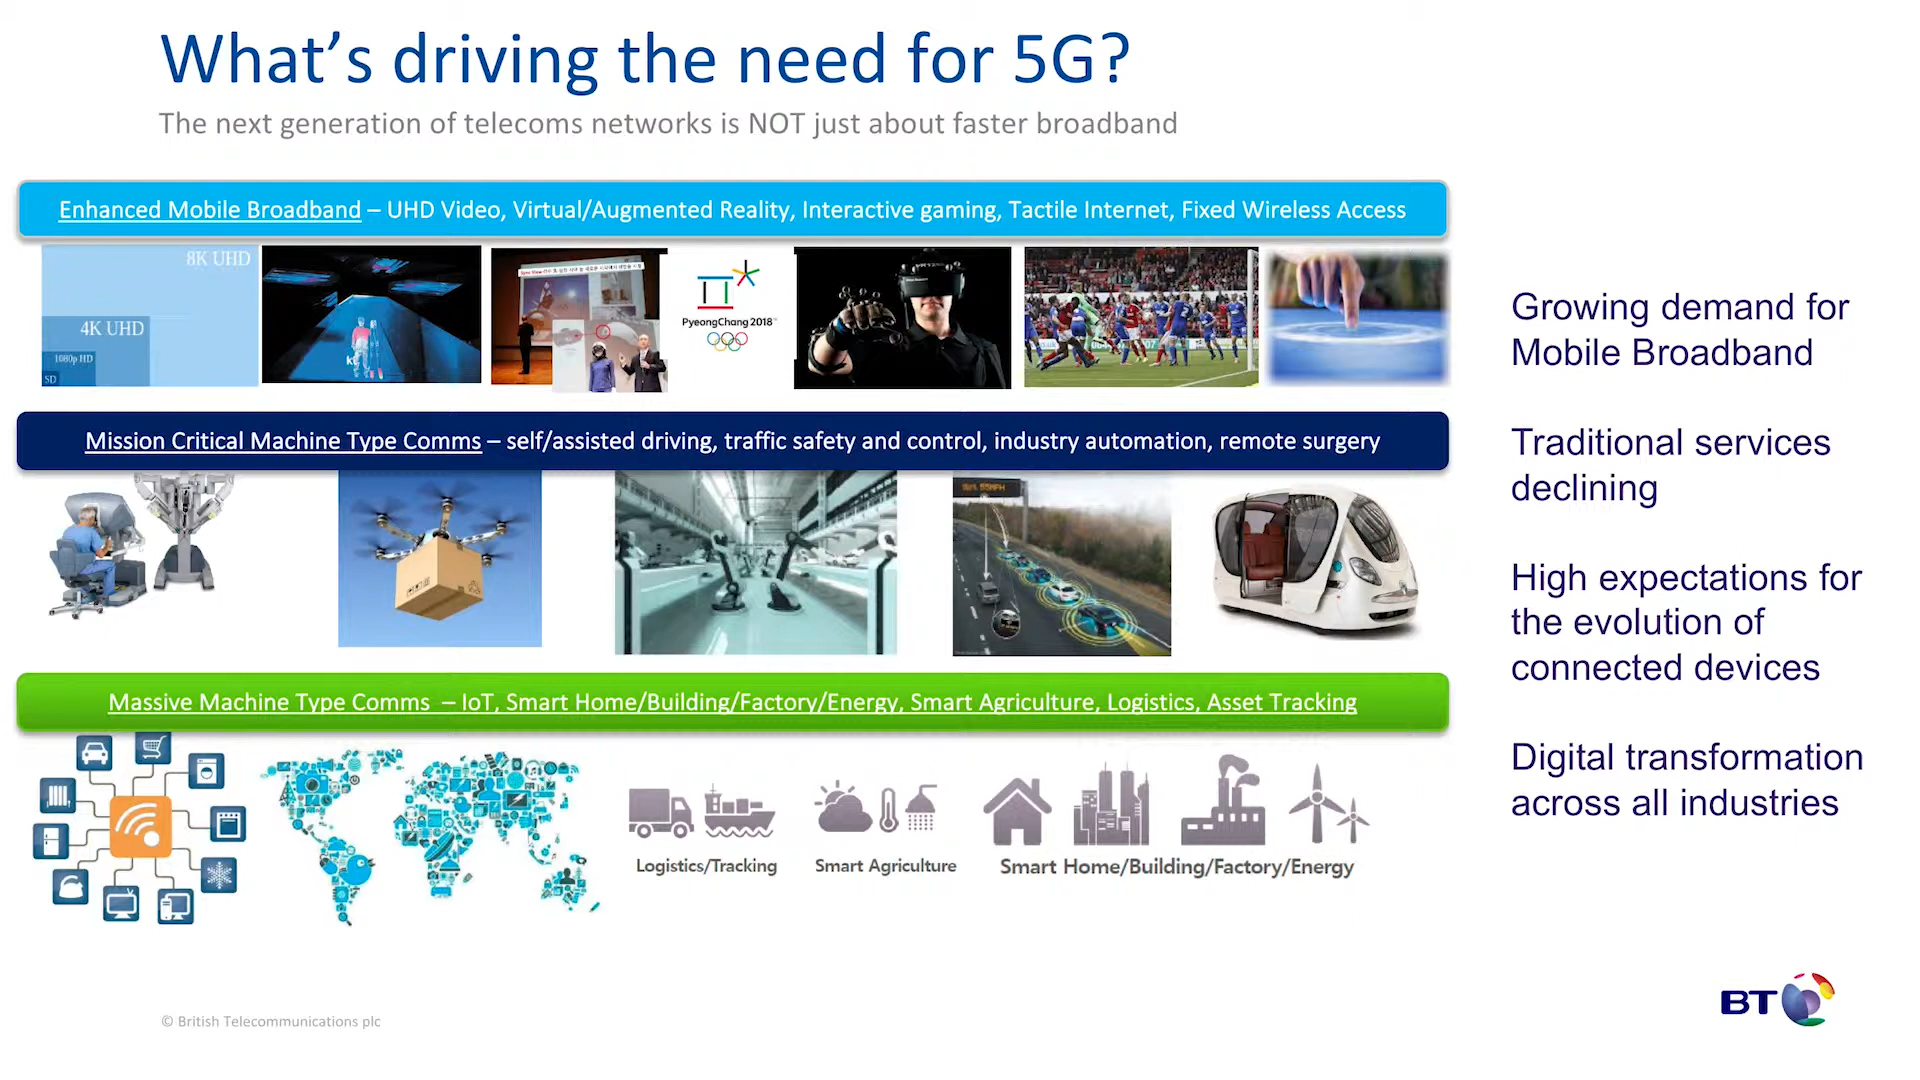 What's driving the need for 5G?
The next generation of telecoms networks is NOT just about faster broadband
Enhanced Mobile Broadband – UHD Video, Virtual/Augmented Reality, Interactive gaming, Tactile Internet, Fixed Wireless Access
8K UHD
4K UHD
1080p HD
SD
PyeongChang 2018
Growing demand for
Mobile Broadband
Mission Critical Machine Type Comms – self/assisted driving, traffic safety and control, industry automation, remote surgery
Traditional services
declining
High expectations for
the evolution of
connected devices
Massive Machine Type Comms – IoT, Smart Home/Building/Factory/Energy, Smart Agriculture, Logistics, Asset Tracking
Logistics/Tracking
Smart Agriculture
Smart Home/Building/Factory/Energy
Digital transformation
across all industries
© British Telecommunications plc
BT